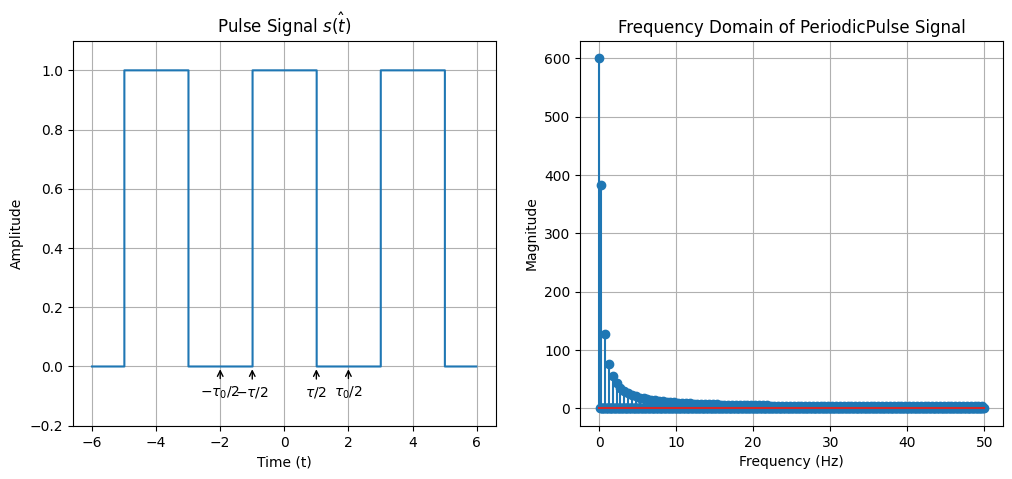 Pulse Signal $s(\hat{t})$
Amplitude
1.0
0.8
0.6
0.4
0.2
0.0
−0.2
−τ₀/2
−τ/2
τ/2
τ₀/2
−6
−4
−2
0
2
4
6
Time (t)
Frequency Domain of PeriodicPulse Signal
Magnitude
600
500
400
300
200
100
0
0
10
20
30
40
50
Frequency (Hz)